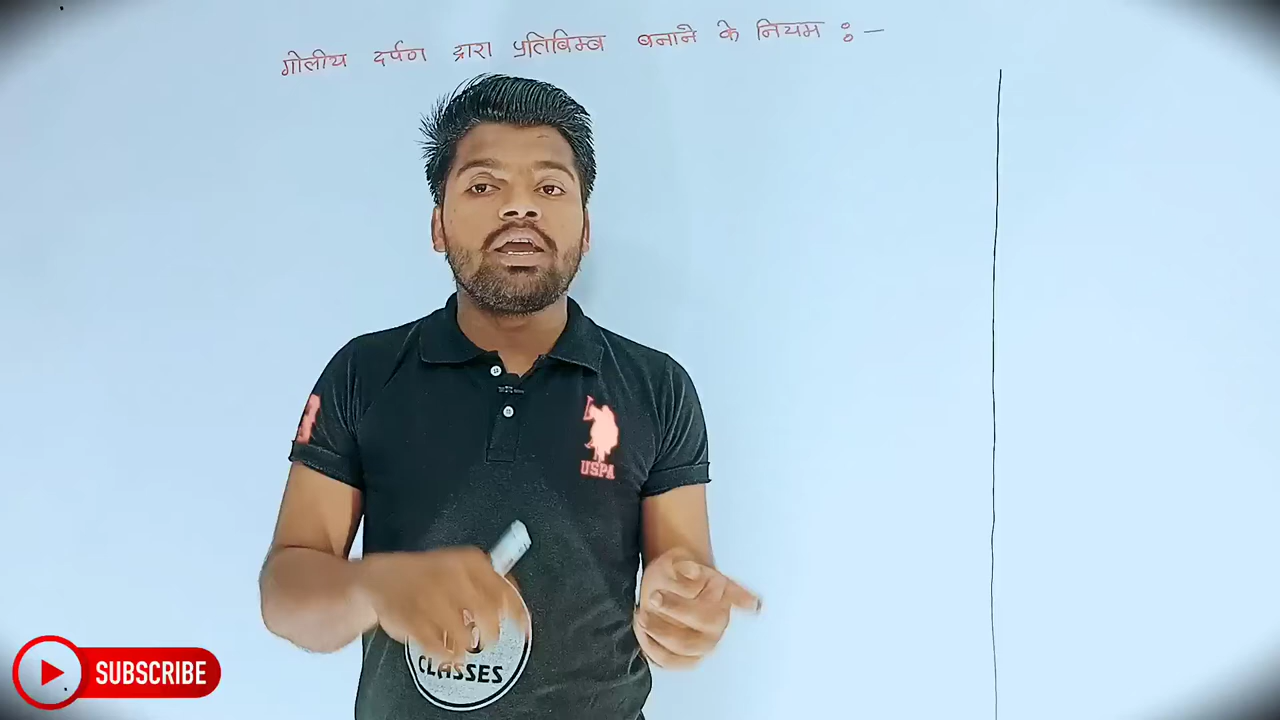 गोलीय दर्पण द्वारा प्रतिबिम्ब बनाने के नियम :-
USPA
CLASSES
SUBSCRIBE